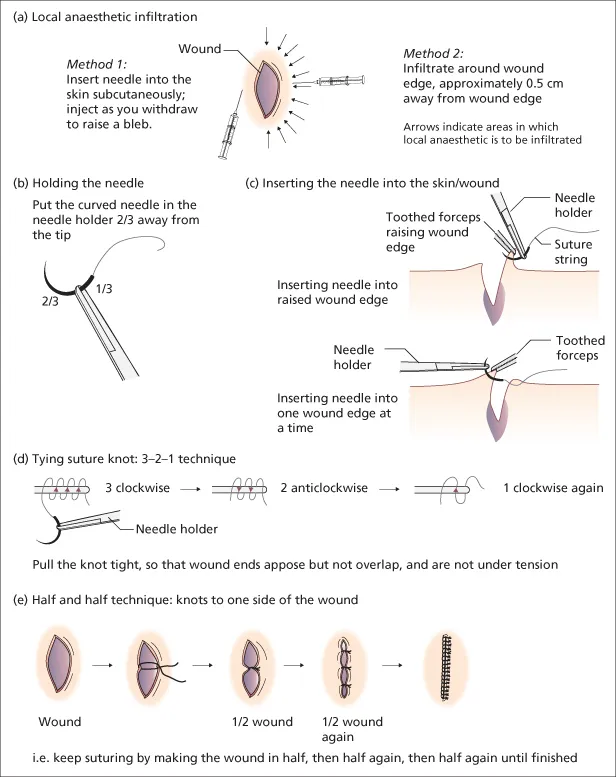 (a) Local anaesthetic infiltration
Wound
Method 1:
Insert needle into the
skin subcutaneously;
inject as you withdraw
to raise a bleb.
Method 2:
Infiltrate around wound
edge, approximately 0.5 cm
away from wound edge
Arrows indicate areas in which
local anaesthetic is to be infiltrated
(b) Holding the needle
Put the curved needle in the
needle holder 2/3 away from
the tip
2/3
1/3
(c) Inserting the needle into the skin/wound
Needle
holder
Toothed forceps
raising wound
edge
Suture
string
Inserting needle into
raised wound edge
Needle
holder
Toothed
forceps
Inserting needle into
one wound edge at
a time
(d) Tying suture knot: 3–2–1 technique
3 clockwise
2 anticlockwise
1 clockwise again
Needle holder
Pull the knot tight, so that wound ends appose but not overlap, and are not under tension
(e) Half and half technique: knots to one side of the wound
Wound
1/2 wound
1/2 wound
again
i.e. keep suturing by making the wound in half, then half again, then half again until finished